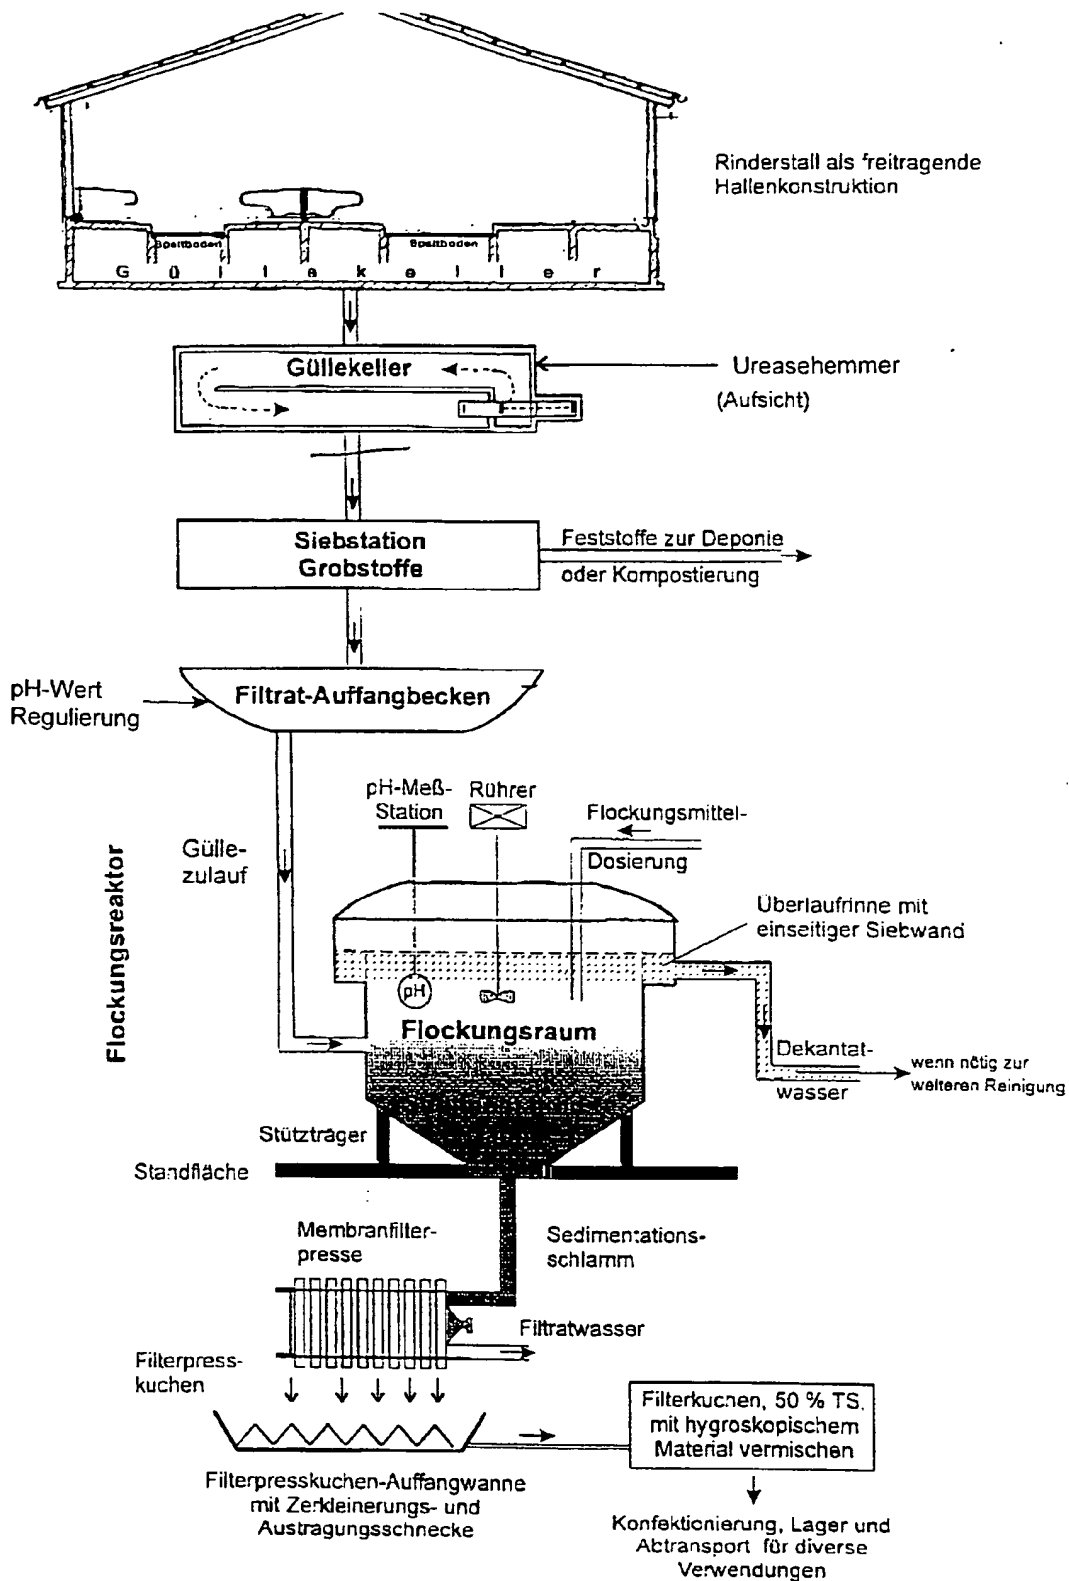 Rinderstall als freitragende
Hallenkonstruktion
Spaltboden
Spaltboden
Güllekeller
Güllekeller
Ureasehemmer
(Aufsicht)
Siebstation
Grobstoffe
Feststoffe zur Deponie
oder Kompostierung
pH-Wert
Regulierung
Filtrat-Auffangbecken
pH-Meß-
Station
Rührer
Flockungsmittel-
Dosierung
Gülle-
zulauf
Flockungsreaktor
Überlaufrinne mit
einseitiger Siebwand
pH
Flockungsraum
Dekantat-
wasser
wenn nötig zur
weiteren Reinigung
Stützträger
Standfläche
Membranfilter-
presse
Sedimentations-
schlamm
Filtratwasser
Filterpress-
kuchen
Filterkuchen, 50 % TS.
mit hygroskopischem
Material vermischen
Filterpresskuchen-Auffangwanne
mit Zerkleinerungs- und
Austragungsschnecke
Konfektionierung, Lager und
Abtransport für diverse
Verwendungen